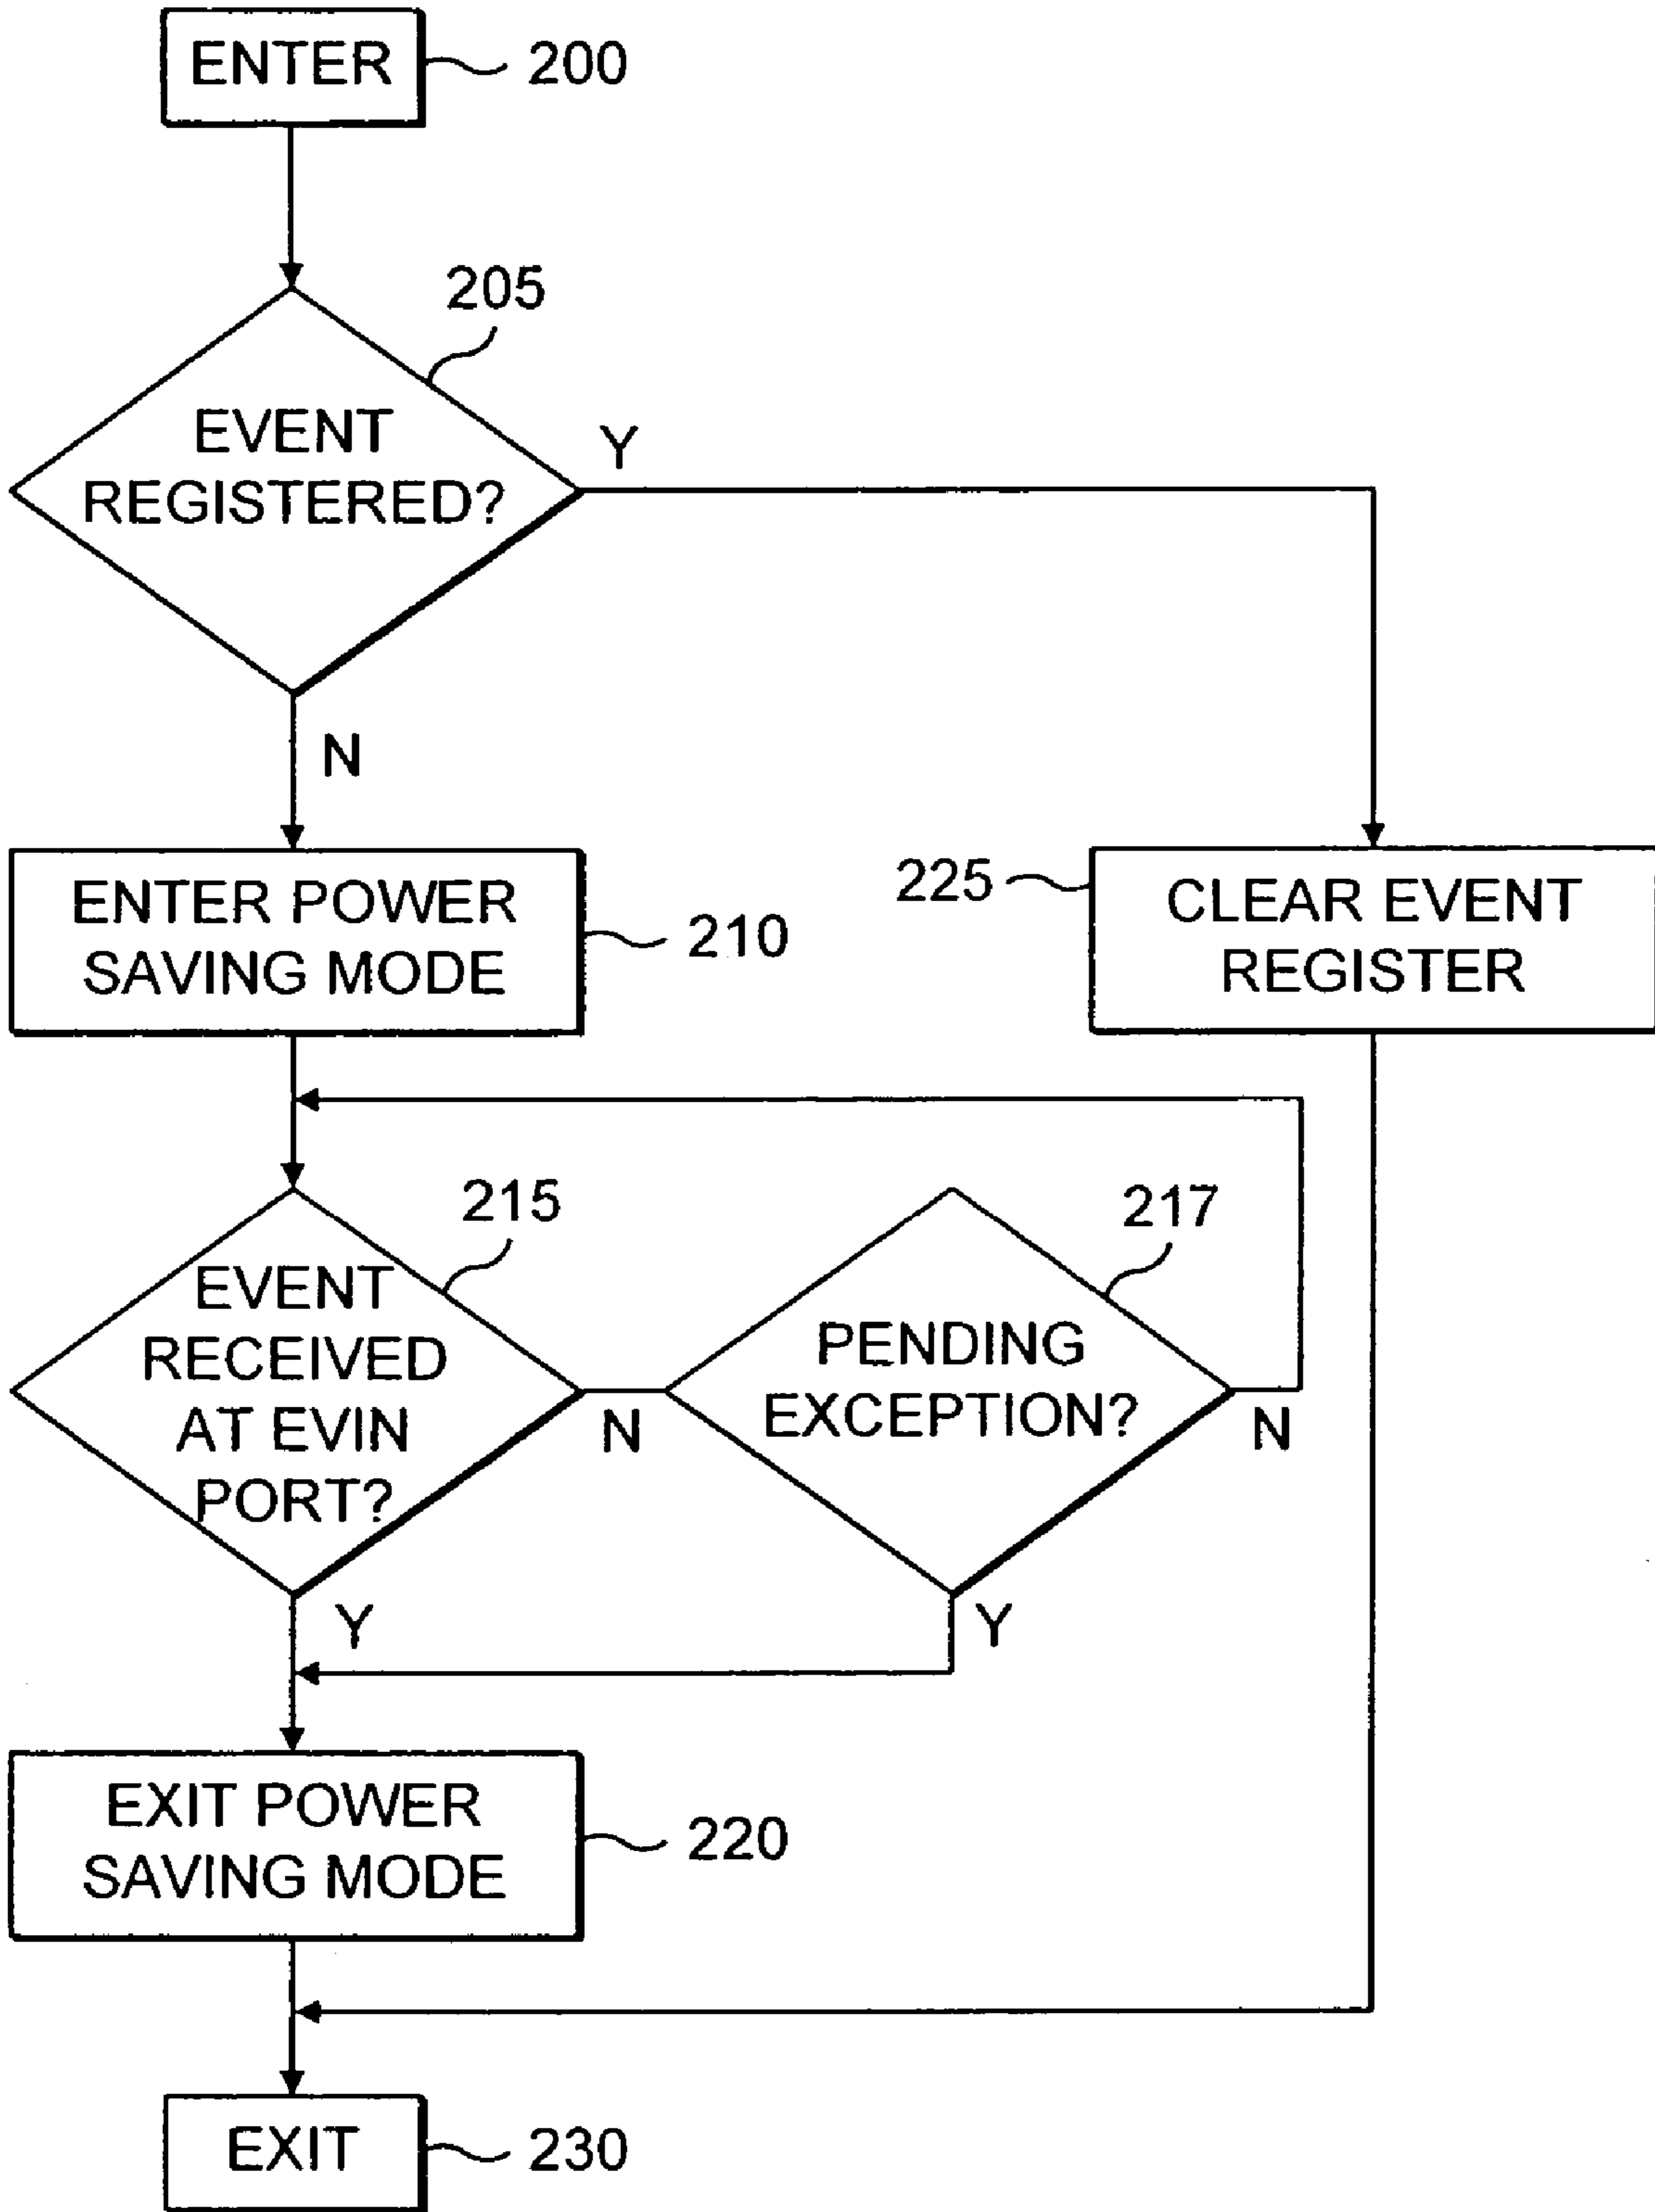 ENTER
200
205
EVENT
REGISTERED?
Y
N
ENTER POWER
SAVING MODE
210
225
CLEAR EVENT
REGISTER
215
EVENT
RECEIVED
AT EVIN
PORT?
N
217
PENDING
EXCEPTION?
N
Y
Y
EXIT POWER
SAVING MODE
220
EXIT
230